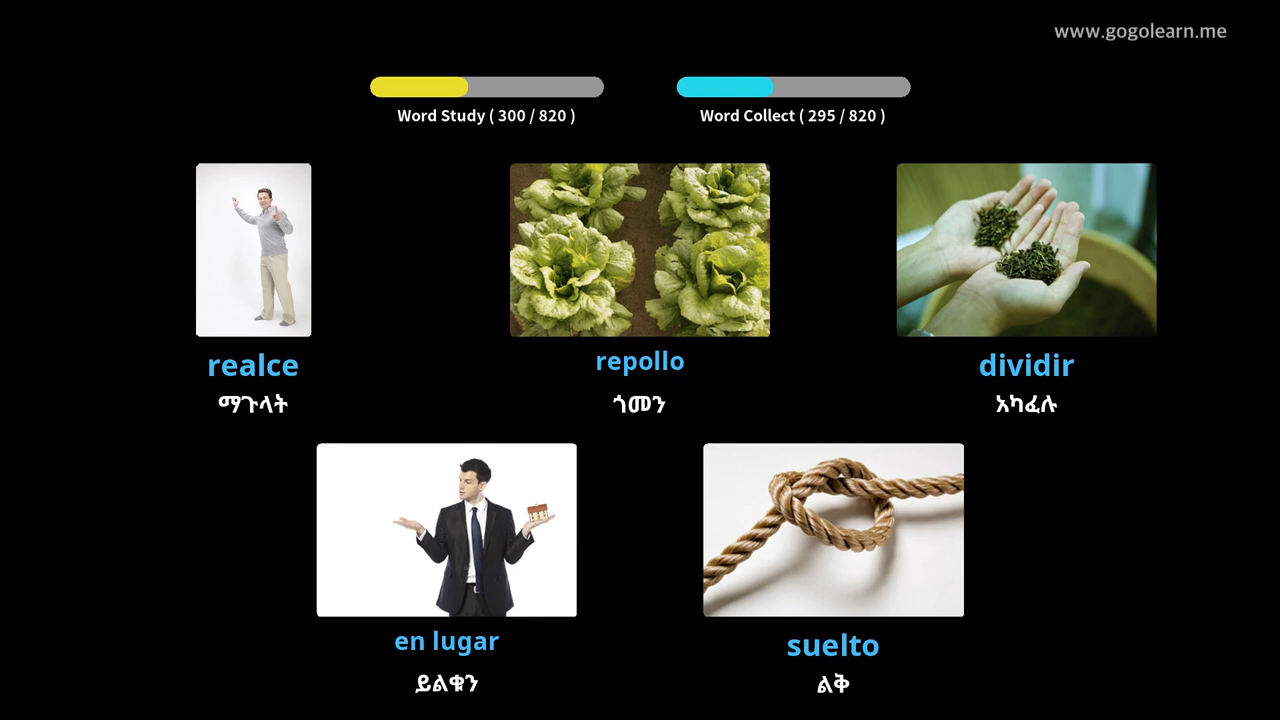 www.gogolearn.me
Word Study ( 300 / 820 )
Word Collect ( 295 / 820 )
realce
ማጉላት
repollo
ጎመን
dividir
አካፈሉ
en lugar
ይልቁን
suelto
ልቅ